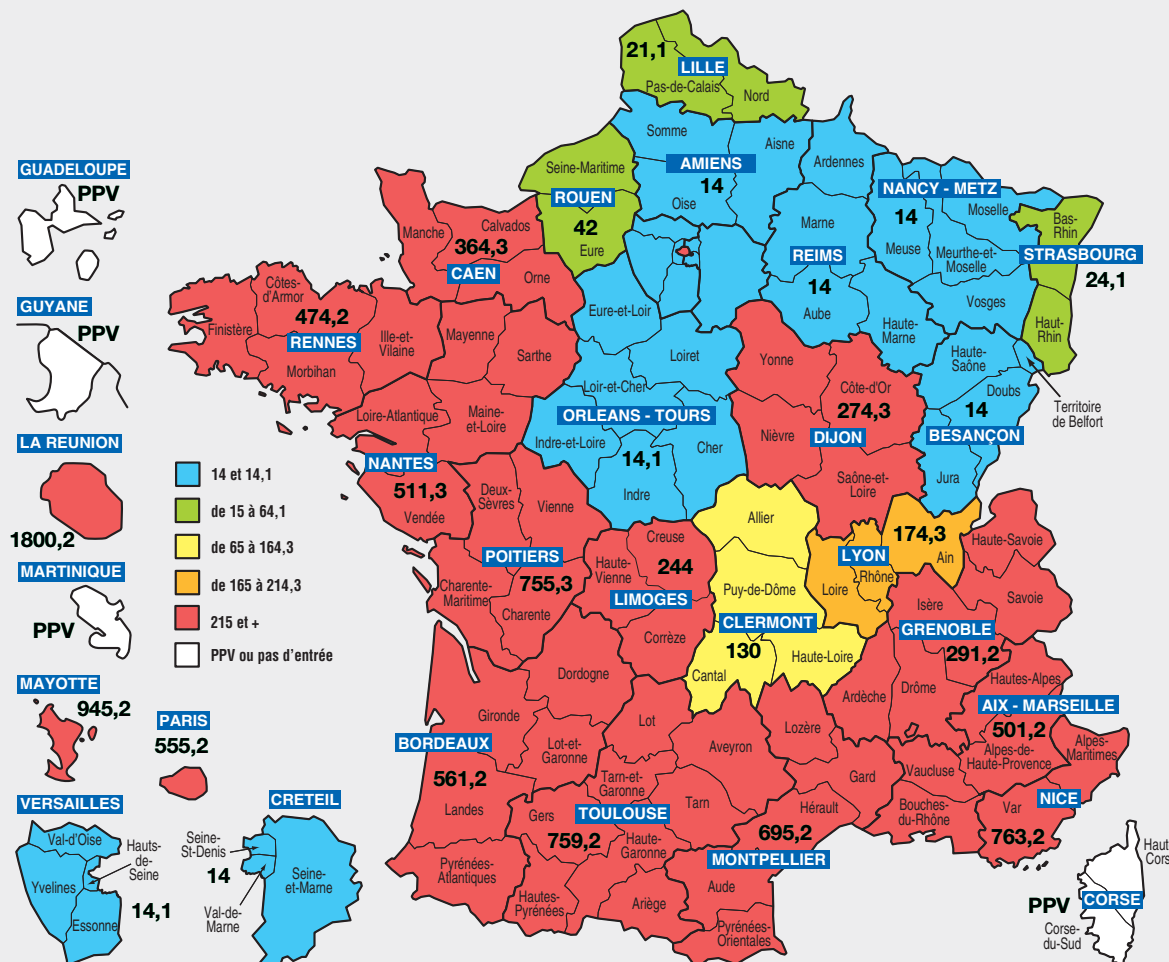 GUADELOUPE
PPV
GUYANE
PPV
LA REUNION
1800,2
MARTINIQUE
PPV
MAYOTTE
945,2
PARIS
555,2
VERSAILLES
Val-d'Oise
Hauts-
de-
Seine
Yvelines
Essonne
14,1
CRETEIL
Seine-
St-Denis
14
Val-de-
Marne
Seine-
et-Marne
14 et 14,1
de 15 à 64,1
de 65 à 164,3
de 165 à 214,3
215 et +
PPV ou pas d'entrée
21,1
LILLE
Pas-de-Calais
Nord
Somme
Aisne
AMIENS
14
Oise
Seine-Maritime
ROUEN
42
Eure
Ardennes
Marne
REIMS
14
Aube
Haute-
Marne
NANCY - METZ
14
Moselle
Meuse
Meurthe-et-
Moselle
Vosges
Bas-
Rhin
STRASBOURG
24,1
Haut-
Rhin
Manche
Calvados
364,3
CAEN
Orne
Côtes-
d'Armor
474,2
Finistère
RENNES
Ille-et-
Vilaine
Morbihan
Mayenne
Sarthe
Loire-Atlantique
Maine-
et-Loire
NANTES
511,3
Vendée
Eure-et-Loir
Loiret
Loir-et-Cher
ORLEANS - TOURS
Indre-et-Loire
14,1
Cher
Indre
Yonne
Côte-d'Or
274,3
Nièvre
DIJON
Saône-et-
Loire
Haute-
Saône
Doubs
14
Territoire
de Belfort
BESANÇON
Jura
Deux-
Sèvres
Vienne
POITIERS
755,3
Charente-
Maritime
Charente
Creuse
244
Haute-
Vienne
LIMOGES
Corrèze
Allier
Puy-de-Dôme
CLERMONT
130
Haute-Loire
Cantal
174,3
LYON
Ain
Rhône
Loire
Haute-Savoie
Savoie
Isère
GRENOBLE
291,2
Ardèche
Drôme
Hautes-Alpes
AIX - MARSEILLE
501,2
Alpes-de-
Haute-Provence
Vaucluse
Bouches-
du-Rhône
Alpes-
Maritimes
NICE
Var
763,2
Dordogne
Gironde
BORDEAUX
561,2
Lot-et-
Garonne
Landes
Pyrénées-
Atlantiques
Lot
Aveyron
Tarn-et-
Garonne
TOULOUSE
Gers
759,2
Tarn
Haute-
Garonne
Hautes-
Pyrénées
Ariège
Lozère
Gard
Hérault
695,2
MONTPELLIER
Aude
Pyrénées-
Orientales
Haute
Cors
PPV
CORSE
Corse-
du-Sud